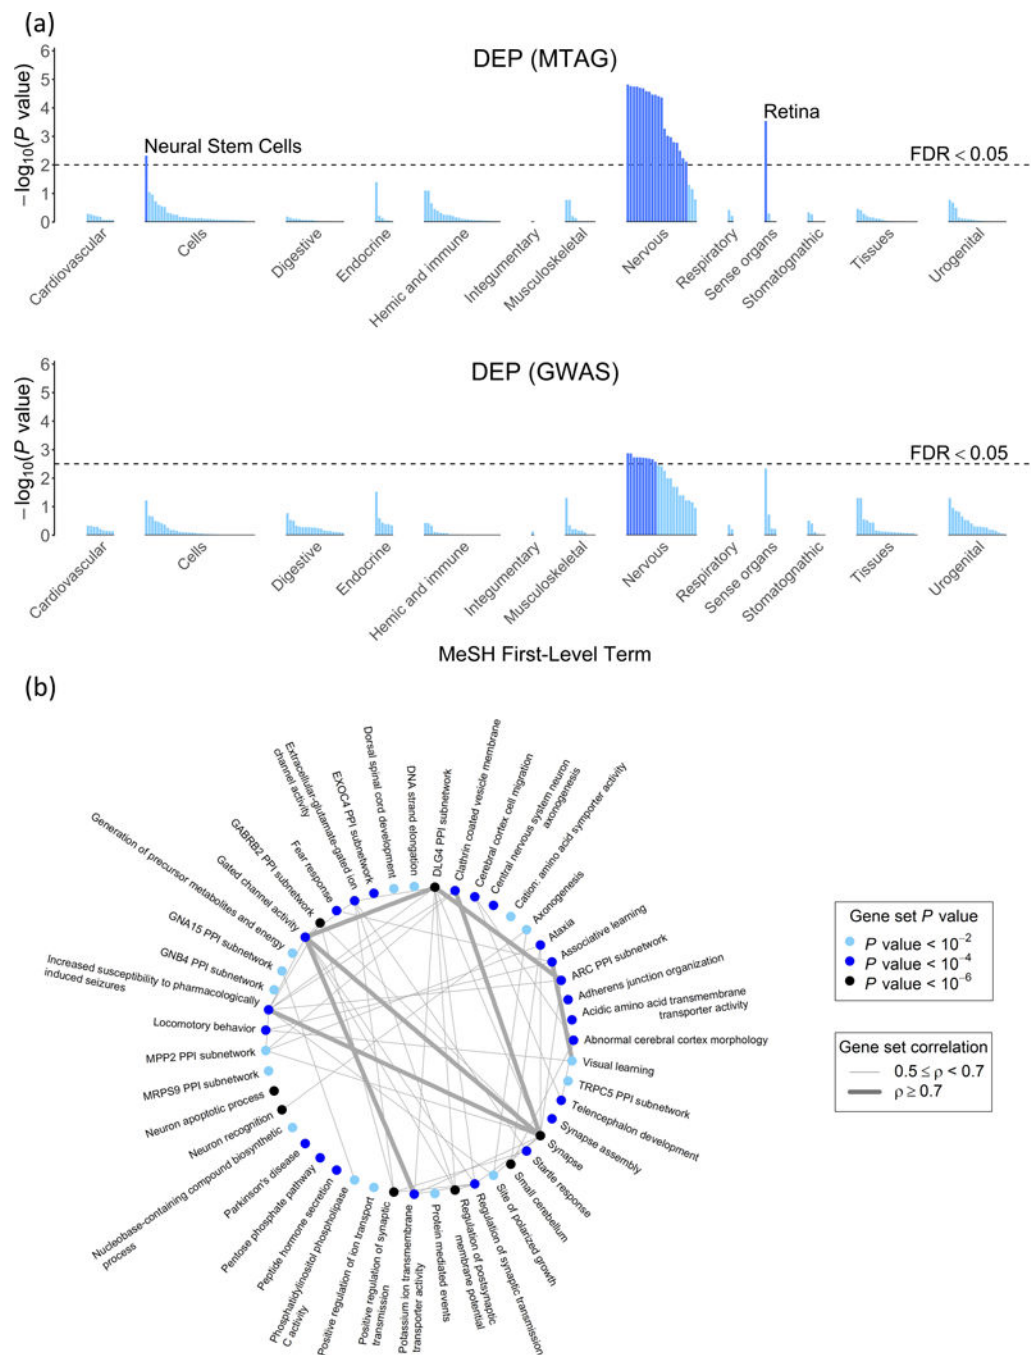 (a)
DEP (MTAG)
−log10(P value)
6
5
4
3
2
1
0
Neural Stem Cells
Retina
FDR < 0.05
Cardiovascular
Cells
Digestive
Endocrine
Hemic and immune
Integumentary
Musculoskeletal
Nervous
Respiratory
Sense organs
Stomatognathic
Tissues
Urogenital
DEP (GWAS)
−log10(P value)
6
5
4
3
2
1
0
FDR < 0.05
Cardiovascular
Cells
Digestive
Endocrine
Hemic and immune
Integumentary
Musculoskeletal
Nervous
Respiratory
Sense organs
Stomatognathic
Tissues
Urogenital
MeSH First-Level Term
(b)
DLG4 PPI subnetwork
Clathrin coated vesicle membrane
Cerebral cortex cell migration
Central nervous system neuron
axonogenesis
Cation: amino acid symporter activity
Axonogenesis
Ataxia
Associative learning
ARC PPI subnetwork
Adherens junction organization
Acidic amino acid transmembrane
transporter activity
Abnormal cerebral cortex morphology
Visual learning
TRPC5 PPI subnetwork
Telencephalon development
Synapse assembly
Synapse
Startle response
Small cerebellum
Site of polarized growth
Regulation of synaptic transmission
Regulation of postsynaptic
membrane potential
Protein mediated events
Potassium ion transmembrane
transporter activity
Positive regulation of synaptic
transmission
Positive regulation of ion transport
Phosphatidylinositol phospholipase
C activity
Peptide hormone secretion
Pentose phosphate pathway
Parkinson's disease
Nucleobase-containing compound biosynthetic
process
Neuron recognition
Neuron apoptotic process
MRPS9 PPI subnetwork
MPP2 PPI subnetwork
Locomotory behavior
Increased susceptibility to pharmacologically
induced seizures
GNB4 PPI subnetwork
GNA15 PPI subnetwork
Generation of precursor metabolites and energy
Gated channel activity
GABRB2 PPI subnetwork
Fear response
Extracellular-glutamate-gated ion
channel activity
EXOC4 PPI subnetwork
Dorsal spinal cord development
DNA strand elongation
Gene set P value
P value < 10−2
P value < 10−4
P value < 10−6
Gene set correlation
0.5 ≤ ρ < 0.7
ρ ≥ 0.7